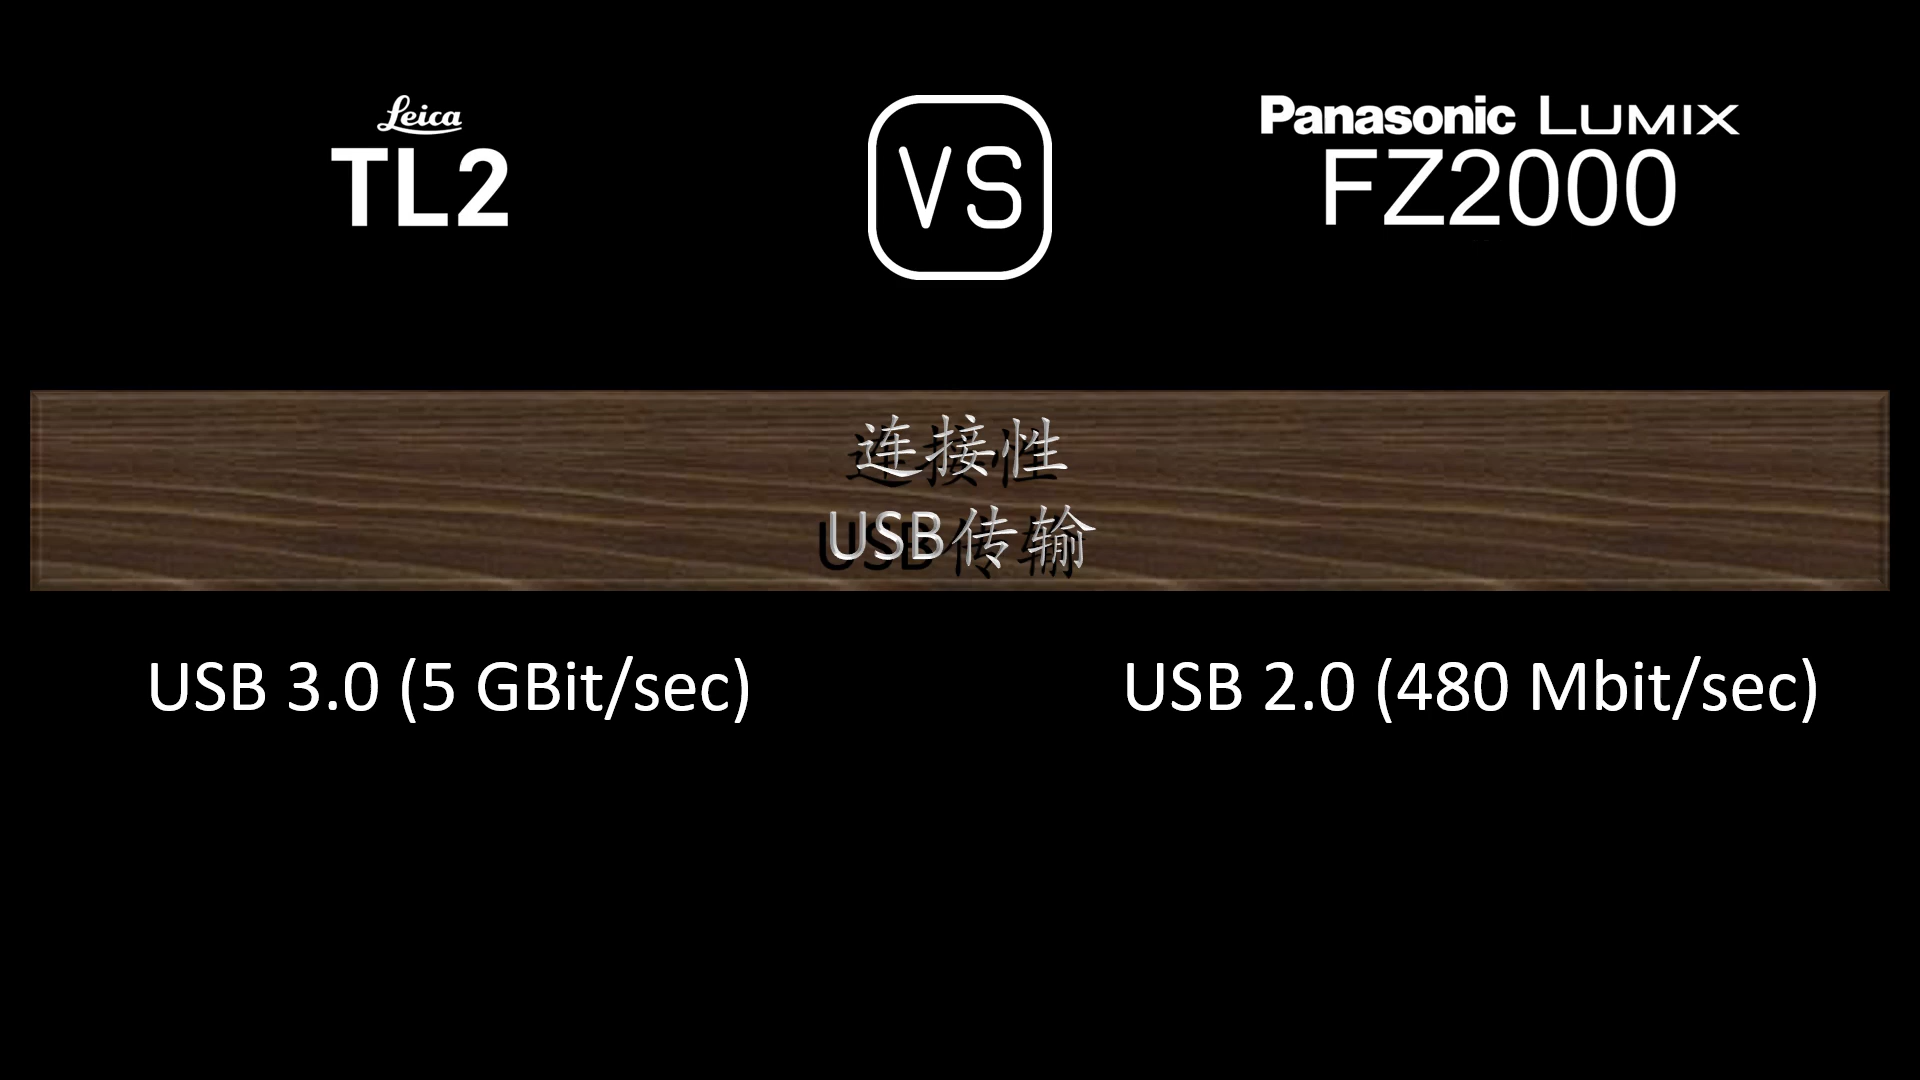 Leica
TL2
VS
Panasonic LUMIX
FZ2000
连接性
USB传输
USB 3.0 (5 GBit/sec)
USB 2.0 (480 Mbit/sec)